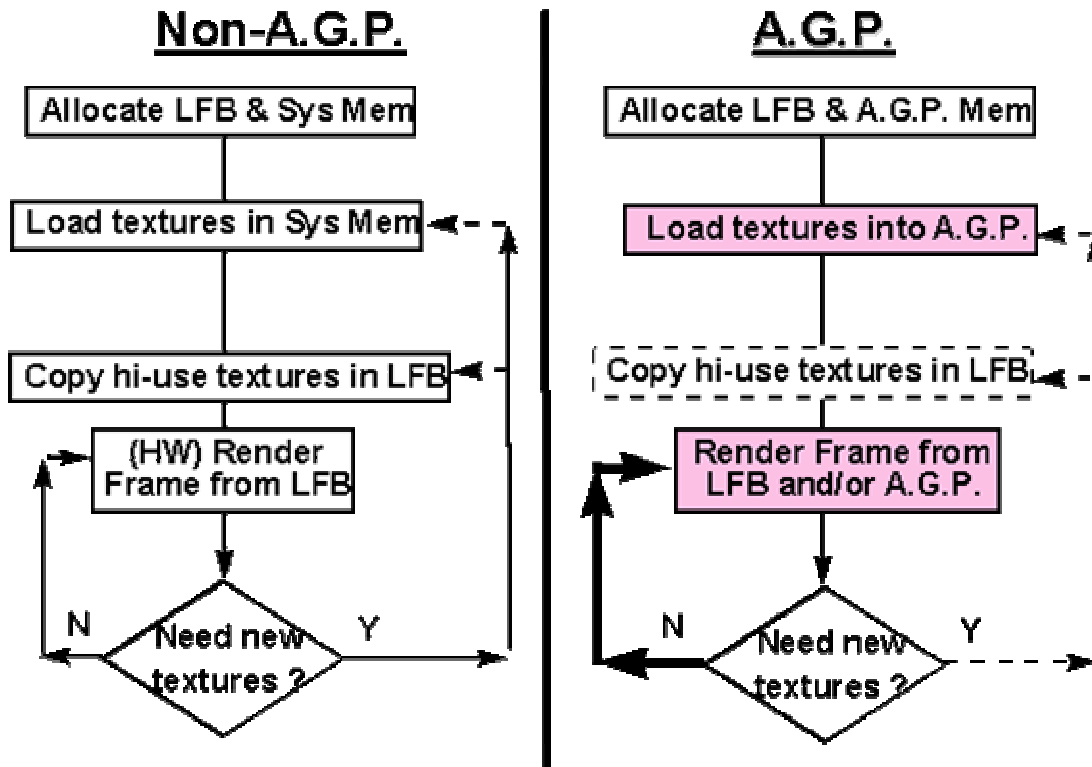 Non-A.G.P.
Allocate LFB & Sys Mem
Load textures in Sys Mem
Copy hi-use textures in LFB
(HW) Render
Frame from LFB
N
Y
Need new
textures ?
A.G.P.
Allocate LFB & A.G.P. Mem
Load textures into A.G.P.
Copy hi-use textures in LFB
Render Frame from
LFB and/or A.G.P.
N
Y
Need new
textures ?